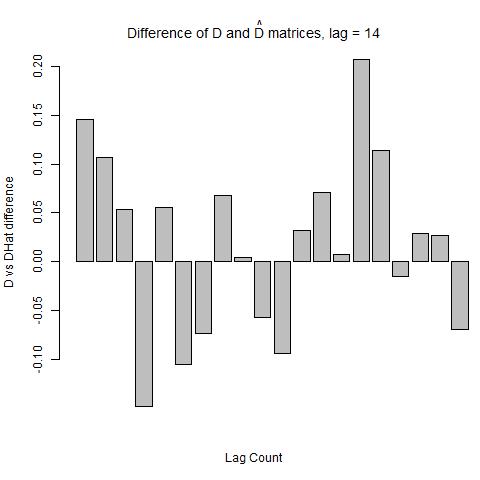 Difference of D and D̂ matrices, lag = 14
0.20
0.15
0.10
0.05
0.00
-0.05
-0.10
D vs DHat difference
Lag Count